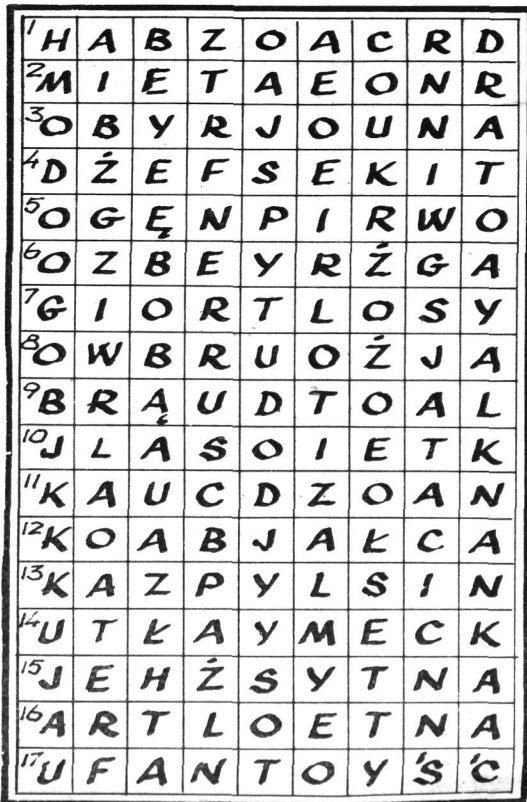 1 H A B Z O A C R D
2 M I E T A E O N R
3 O B Y R J O U N A
4 D Ź E F S E K I T
5 O G Ę N P I R W O
6 O Z B E Y R Ź G A
7 G I O R T L O S Y
8 O W B R U O Ź J A
9 B R Ą U D T O A L
10 J L A S O I E T K
11 K A U C D Z O A N
12 K O A B J A Ł C A
13 K A Z P Y L S I N
14 U T Ł A Y M E C K
15 J E H Ź S Y T N A
16 A R T L O E T N A
17 U F A N T O Y Ś Ć